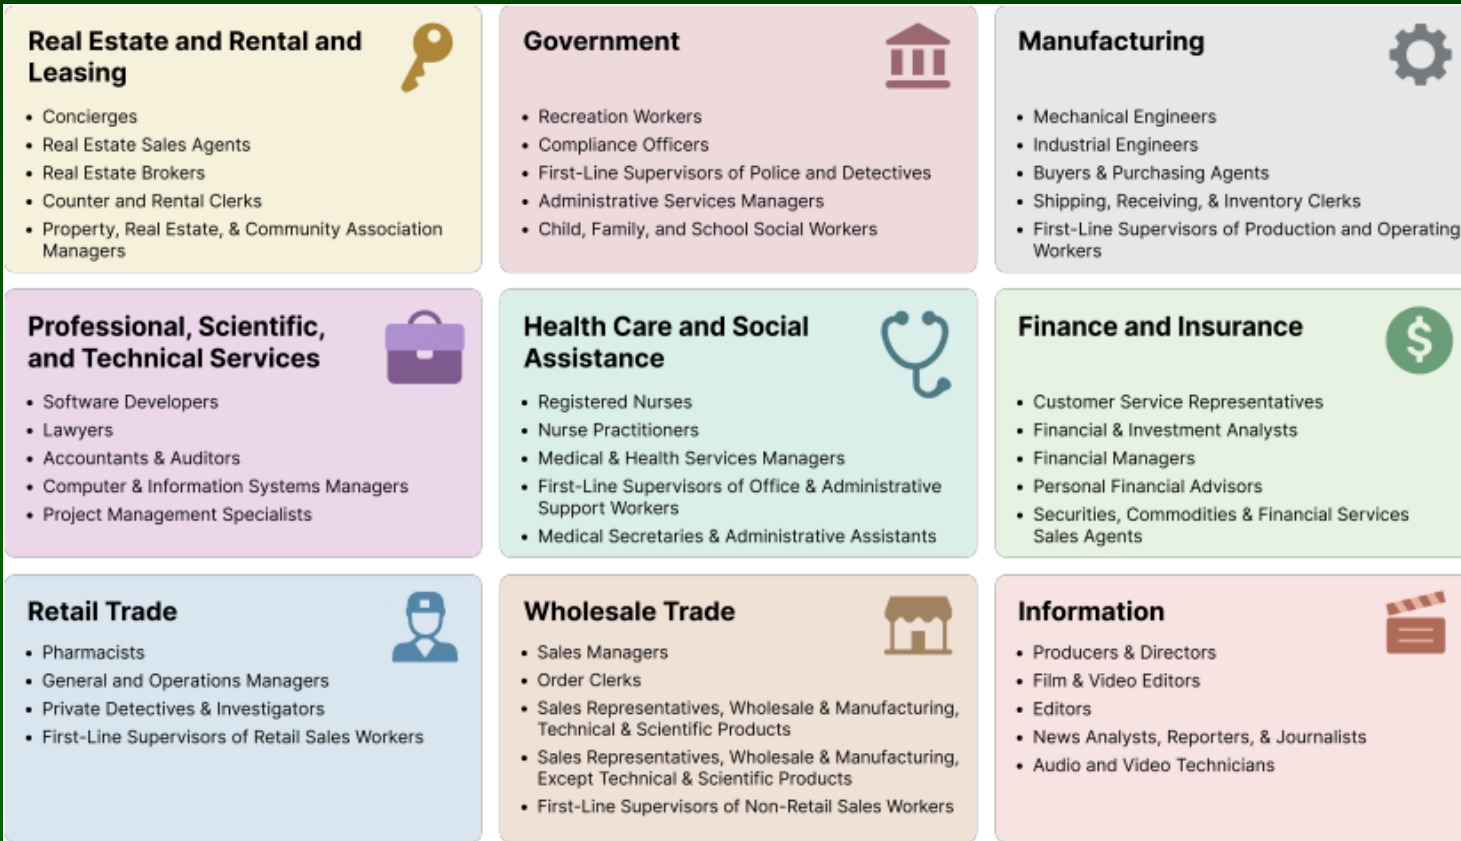 Real Estate and Rental and
Leasing
• Concierges
• Real Estate Sales Agents
• Real Estate Brokers
• Counter and Rental Clerks
• Property, Real Estate, & Community Association
Managers
Government
• Recreation Workers
• Compliance Officers
• First-Line Supervisors of Police and Detectives
• Administrative Services Managers
• Child, Family, and School Social Workers
Manufacturing
• Mechanical Engineers
• Industrial Engineers
• Buyers & Purchasing Agents
• Shipping, Receiving, & Inventory Clerks
• First-Line Supervisors of Production and Operating
Workers
Professional, Scientific,
and Technical Services
• Software Developers
• Lawyers
• Accountants & Auditors
• Computer & Information Systems Managers
• Project Management Specialists
Health Care and Social
Assistance
• Registered Nurses
• Nurse Practitioners
• Medical & Health Services Managers
• First-Line Supervisors of Office & Administrative
Support Workers
• Medical Secretaries & Administrative Assistants
Finance and Insurance
$
• Customer Service Representatives
• Financial & Investment Analysts
• Financial Managers
• Personal Financial Advisors
• Securities, Commodities & Financial Services
Sales Agents
Retail Trade
• Pharmacists
• General and Operations Managers
• Private Detectives & Investigators
• First-Line Supervisors of Retail Sales Workers
Wholesale Trade
• Sales Managers
• Order Clerks
• Sales Representatives, Wholesale & Manufacturing,
Technical & Scientific Products
• Sales Representatives, Wholesale & Manufacturing,
Except Technical & Scientific Products
• First-Line Supervisors of Non-Retail Sales Workers
Information
• Producers & Directors
• Film & Video Editors
• Editors
• News Analysts, Reporters, & Journalists
• Audio and Video Technicians